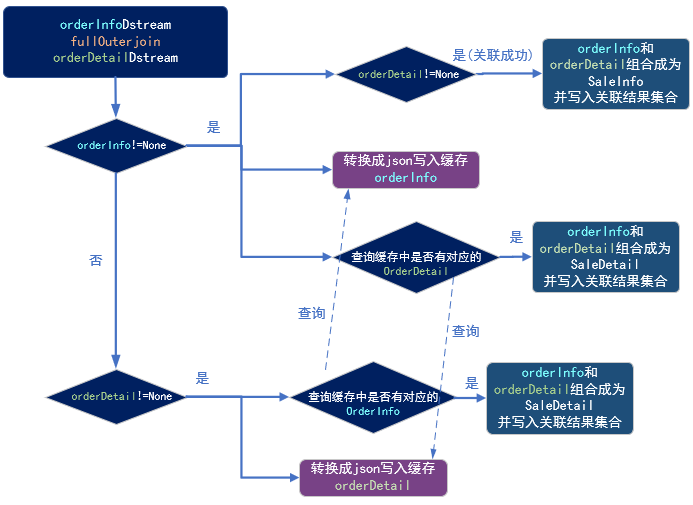 orderInfoDstream
fullOuterjoin
orderDetailDstream
是(关联成功)
orderDetail!=None
orderInfo和
orderDetail组合成为
SaleInfo
并写入关联结果集合
是
orderInfo!=None
转换成json写入缓存
orderInfo
是
orderInfo和
orderDetail组合成为
SaleDetail
并写入关联结果集合
查询缓存中是否有对应的
OrderDetail
否
查询
查询
是
orderDetail!=None
查询缓存中是否有对应的
OrderInfo
是
orderInfo和
orderDetail组合成为
SaleDetail
并写入关联结果集合
转换成json写入缓存
orderDetail